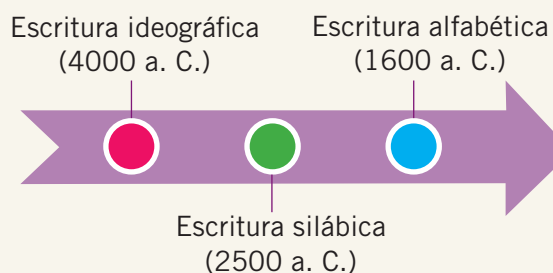 Escritura ideográfica
(4000 a. C.)
Escritura alfabética
(1600 a. C.)
Escritura silábica
(2500 a. C.)